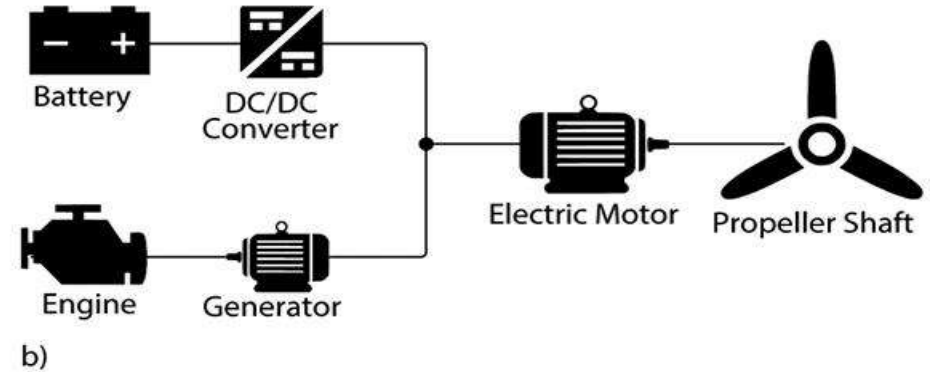 Battery
DC/DC
Converter
Electric Motor
Propeller Shaft
Engine
Generator
b)